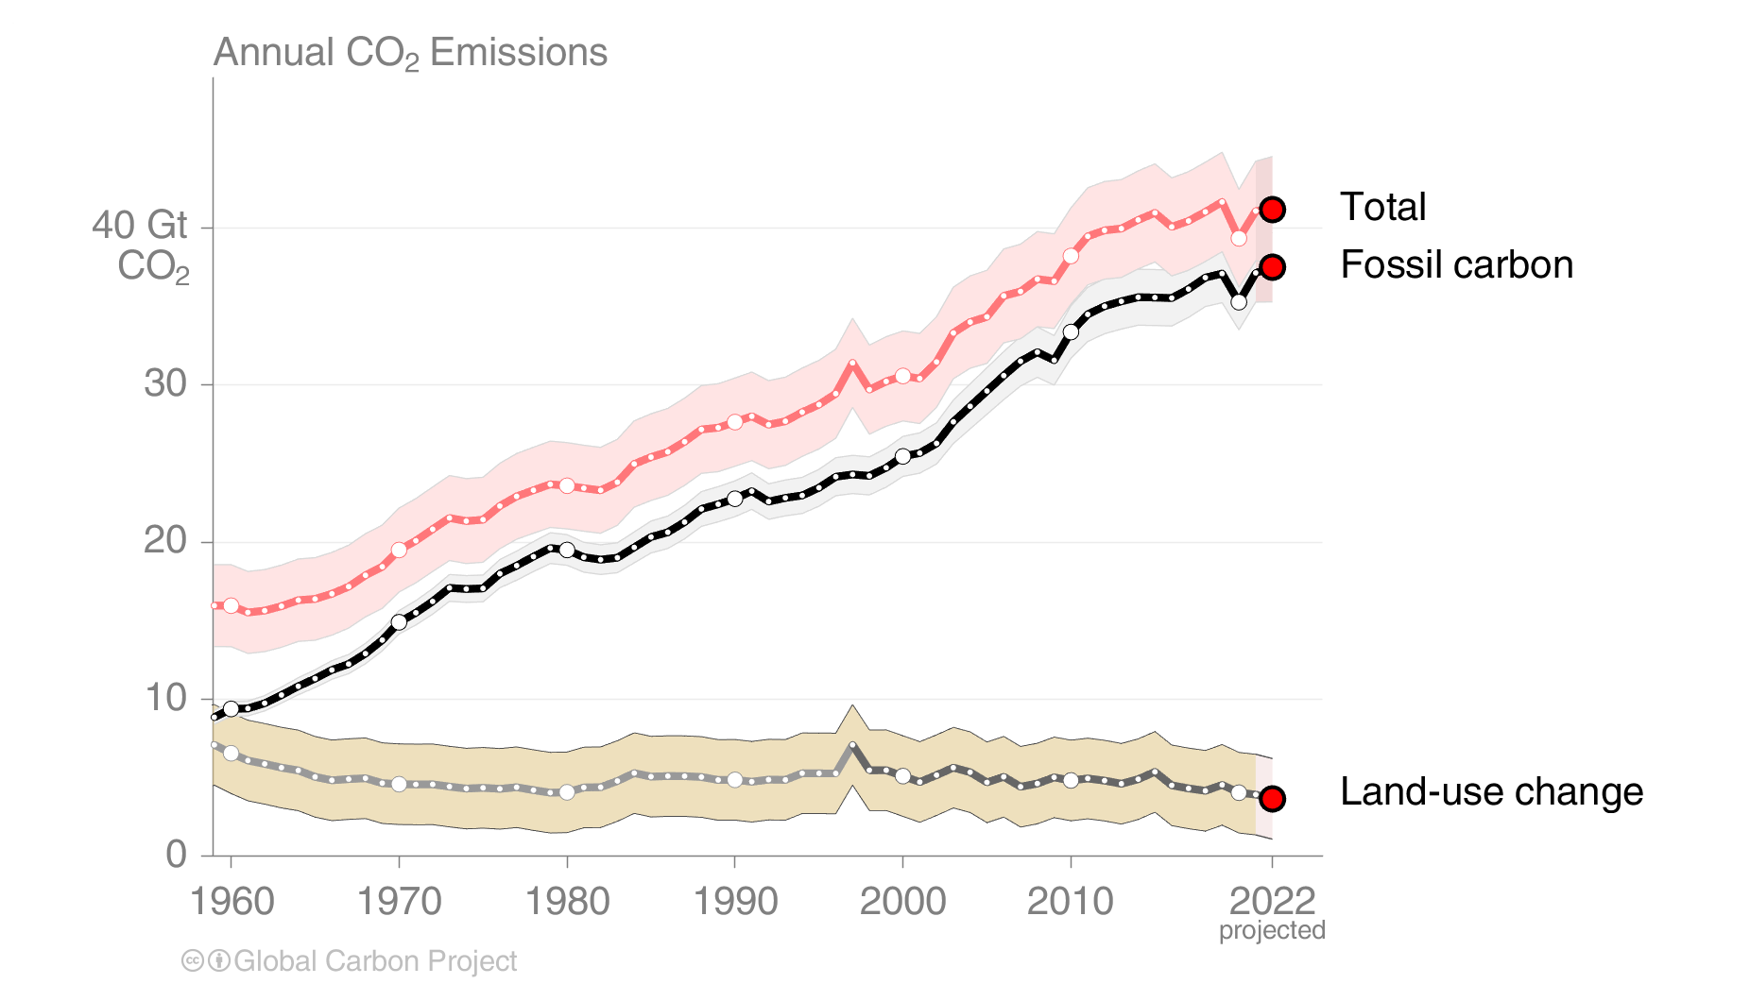 Annual CO₂ Emissions
40 Gt
CO₂
30
20
10
0
Total
Fossil carbon
Land-use change
1960 1970 1980 1990 2000 2010 2022
projected
cc Global Carbon Project